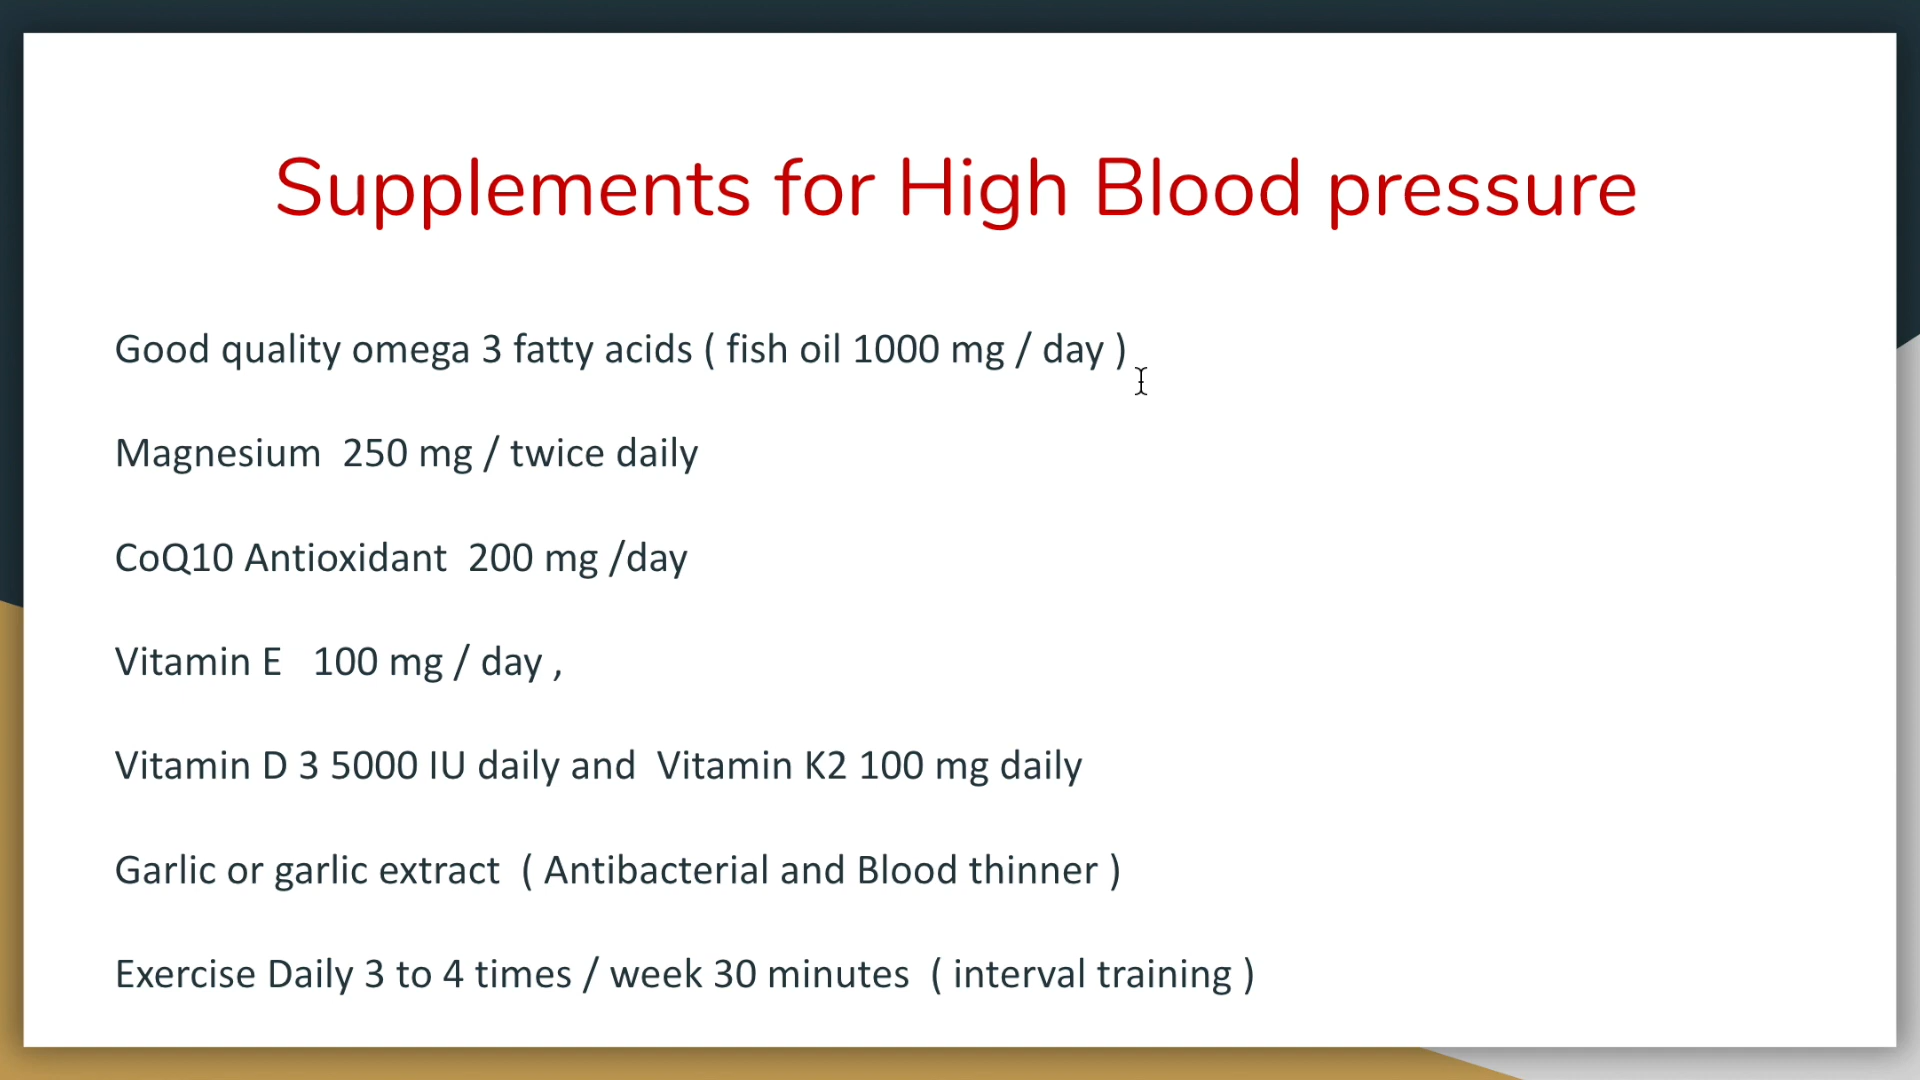 Supplements for High Blood pressure
Good quality omega 3 fatty acids ( fish oil 1000 mg / day )
Magnesium  250 mg / twice daily
CoQ10 Antioxidant  200 mg /day
Vitamin E   100 mg / day ,
Vitamin D 3 5000 IU daily and  Vitamin K2 100 mg daily
Garlic or garlic extract  ( Antibacterial and Blood thinner )
Exercise Daily 3 to 4 times / week 30 minutes  ( interval training )